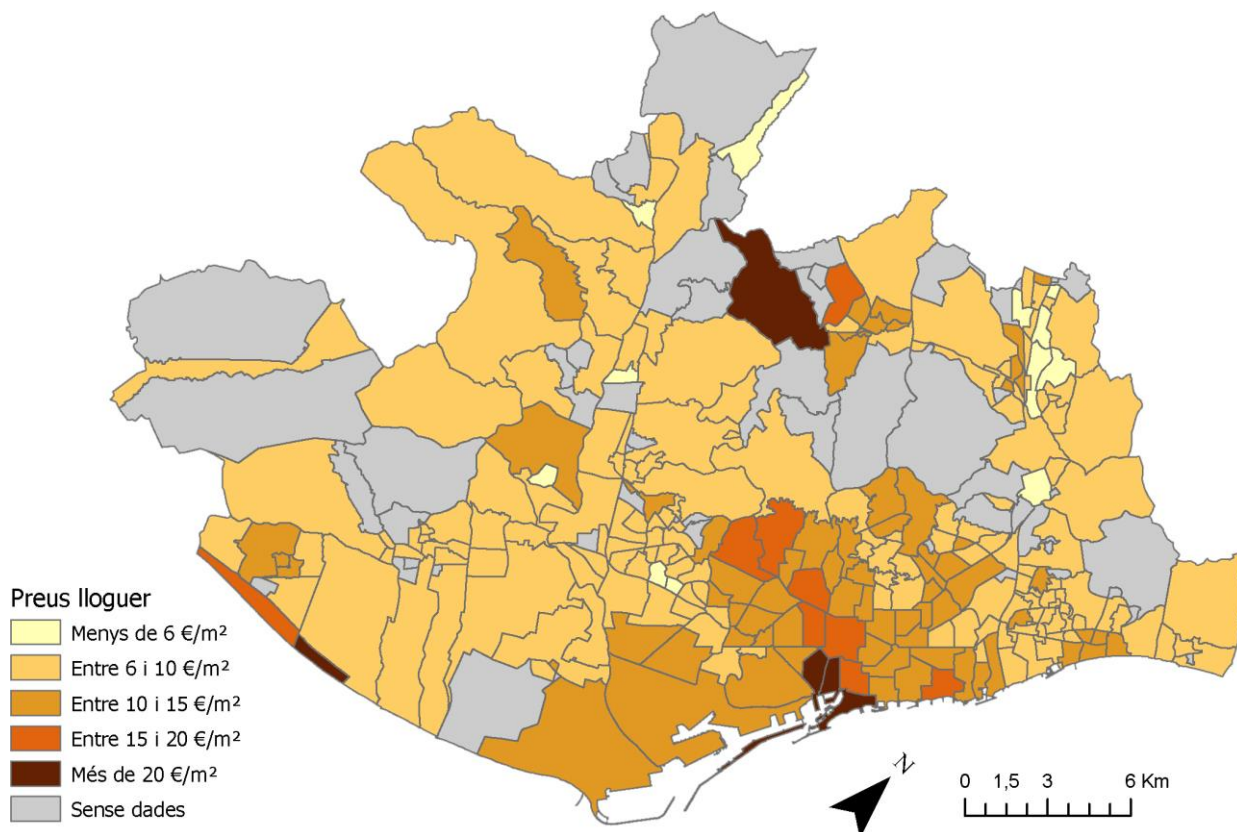 Preus lloguer
Menys de 6 €/m²
Entre 6 i 10 €/m²
Entre 10 i 15 €/m²
Entre 15 i 20 €/m²
Més de 20 €/m²
Sense dades
N
0 1,5 3 6 Km